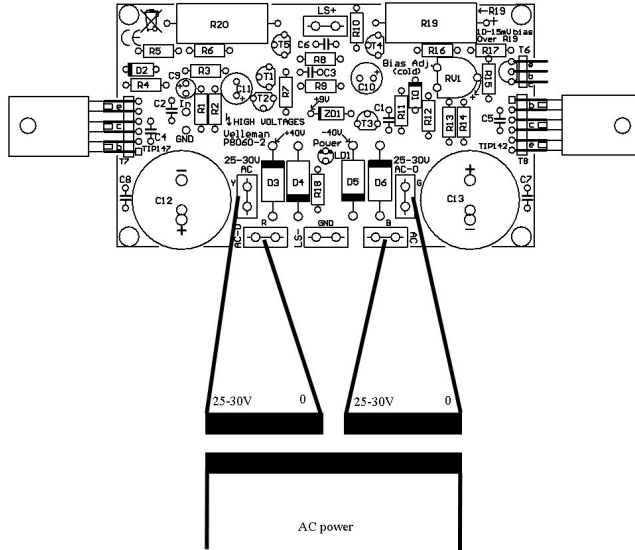 LS+
R20
R19
R10
←R19
10-15mV bias
Over R19
C6
T5
T4
R5
R6
R8
R16
R17
T6
Bias Adj
(cold)
D2
R3
C9
T1
C3
C10
RV1
R15
R4
C11
R9
D1
e
c
b
C2
In
R1
R2
T2
R7
+9V
ZD1
C1
R11
R12
R13
R14
C5
e
c
b
GND
HIGH VOLTAGES
T3
C4
Velleman
P8060-2
+40V
-40V
TIP147
Power
LD1
TIP142
T7
T8
25-30V
AC
25-30V
AC-0
C8
C12
Y
D3
D4
R18
D5
D6
G
C13
C7
AC-0
R
LS-
GND
B
AC
25-30V
0
25-30V
0
AC power